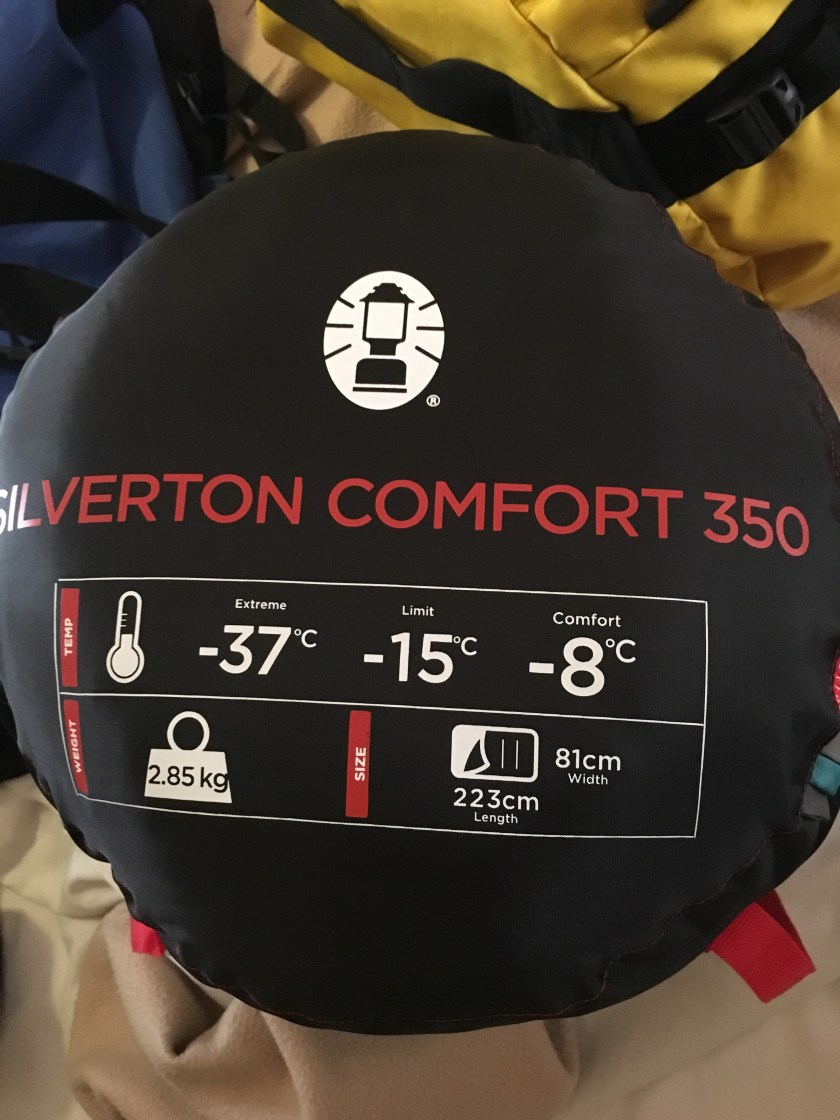 ®
SILVERTON COMFORT 350
TEMP
Extreme
-37°C
Limit
-15°C
Comfort
-8°C
WEIGHT
2.85 kg
SIZE
81cm
Width
223cm
Length